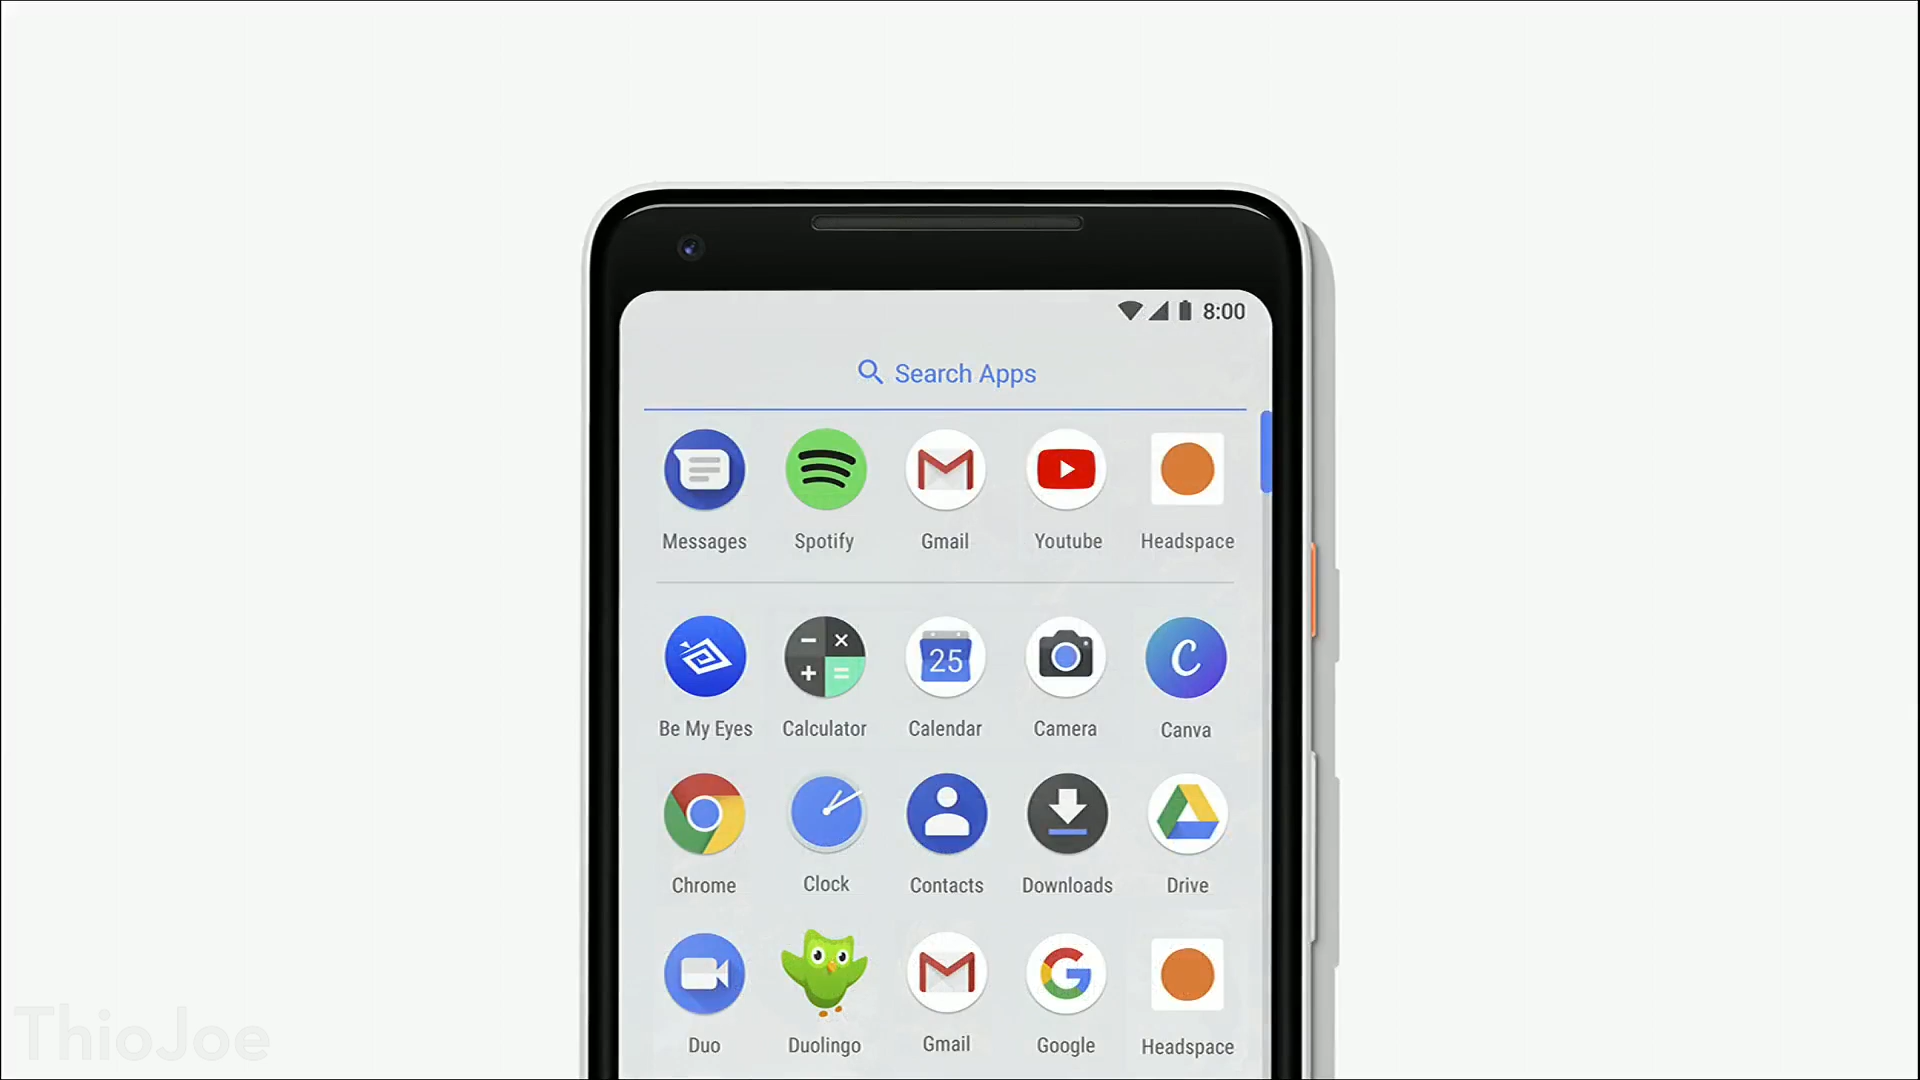 8:00
Search Apps
Messages Spotify Gmail Youtube Headspace
25 C
Be My Eyes Calculator Calendar Camera Canva
Chrome Clock Contacts Downloads Drive
G
Duo Duolingo Gmail Google Headspace
ThioJoe